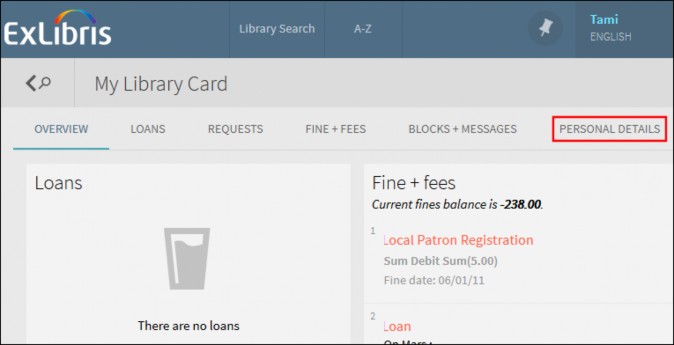 ExLibris
Library Search
A-Z
Tami
ENGLISH
My Library Card
OVERVIEW
LOANS
REQUESTS
FINE + FEES
BLOCKS + MESSAGES
PERSONAL DETAILS
Loans
There are no loans
Fine + fees
Current fines balance is -238.00.
1
Local Patron Registration
Sum Debit Sum(5.00)
Fine date: 06/01/11
2
Loan
On Mars :